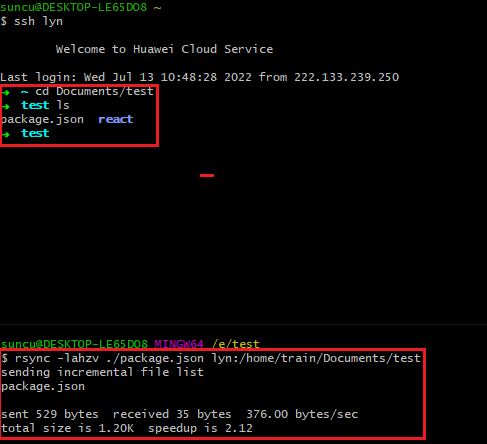 suncu@DESKTOP-LE65DO8 ~
$ ssh lyn
Welcome to Huawei Cloud Service
Last login: Wed Jul 13 10:48:28 2022 from 222.133.239.250
➜ ~ cd Documents/test
➜ test ls
package.json react
➜ test
suncu@DESKTOP-LE65DO8 MINGW64 /e/test
$ rsync -lahzv ./package.json lyn:/home/train/Documents/test
sending incremental file list
package.json
sent 529 bytes received 35 bytes 376.00 bytes/sec
total size is 1.20K speedup is 2.12